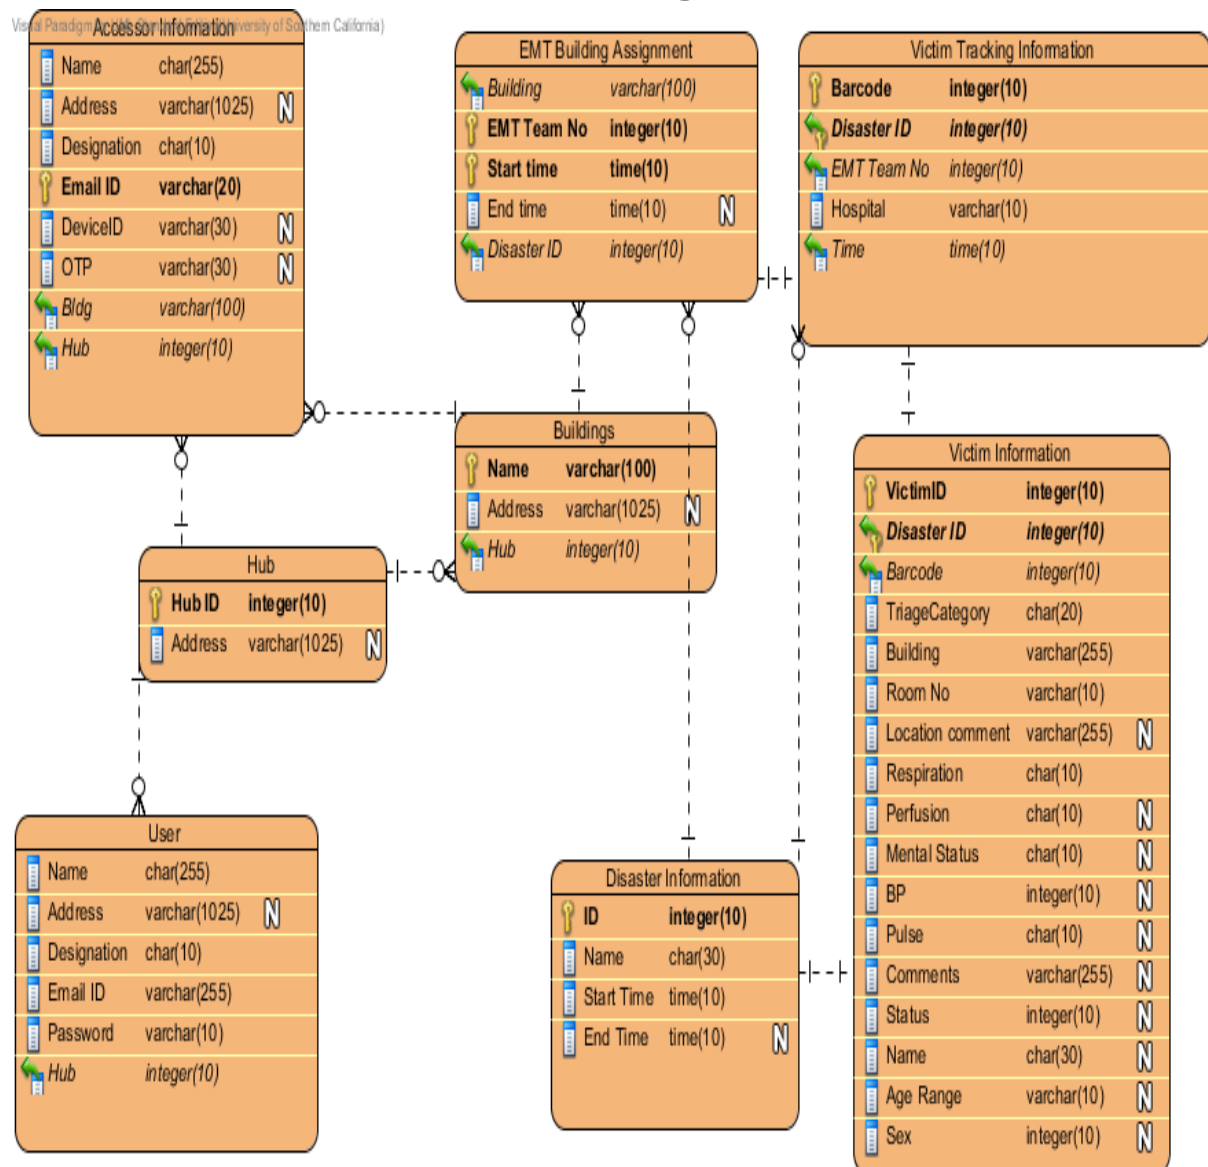 Visual Paradigm
University of Southern California)
Accessor Information
Name char(255)
Address varchar(1025) N
Designation char(10)
Email ID varchar(20)
DeviceID varchar(30) N
OTP varchar(30) N
Bldg varchar(100)
Hub integer(10)
EMT Building Assignment
Building varchar(100)
EMT Team No integer(10)
Start time time(10)
End time time(10) N
Disaster ID integer(10)
Victim Tracking Information
Barcode integer(10)
Disaster ID integer(10)
EMT Team No integer(10)
Hospital varchar(10)
Time time(10)
Buildings
Name varchar(100)
Address varchar(1025) N
Hub integer(10)
Hub
Hub ID integer(10)
Address varchar(1025) N
Victim Information
VictimID integer(10)
Disaster ID integer(10)
Barcode integer(10)
TriageCategory char(20)
Building varchar(255)
Room No varchar(10)
Location comment varchar(255) N
Respiration char(10)
Perfusion char(10) N
Mental Status char(10) N
BP integer(10) N
Pulse char(10) N
Comments varchar(255) N
Status integer(10) N
Name char(30) N
Age Range varchar(10) N
Sex integer(10) N
User
Name char(255)
Address varchar(1025) N
Designation char(10)
Email ID varchar(255)
Password varchar(10)
Hub integer(10)
Disaster Information
ID integer(10)
Name char(30)
Start Time time(10)
End Time time(10) N